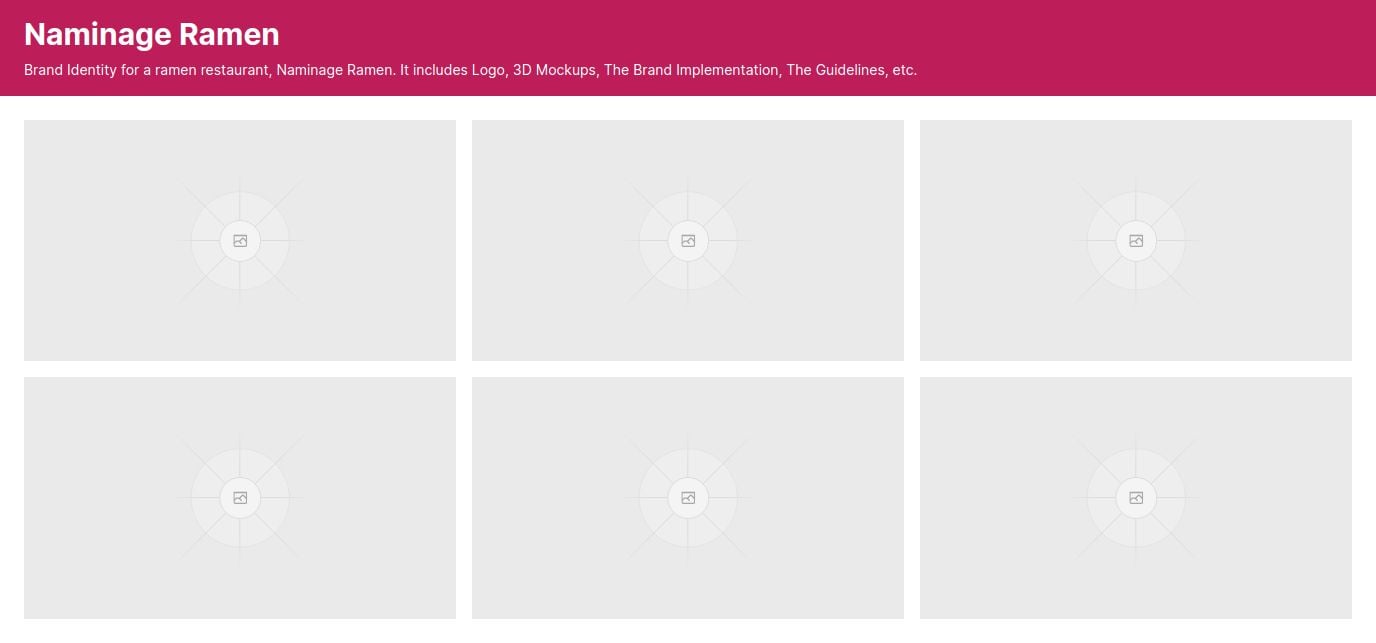 Naminage Ramen
Brand Identity for a ramen restaurant, Naminage Ramen. It includes Logo, 3D Mockups, The Brand Implementation, The Guidelines, etc.